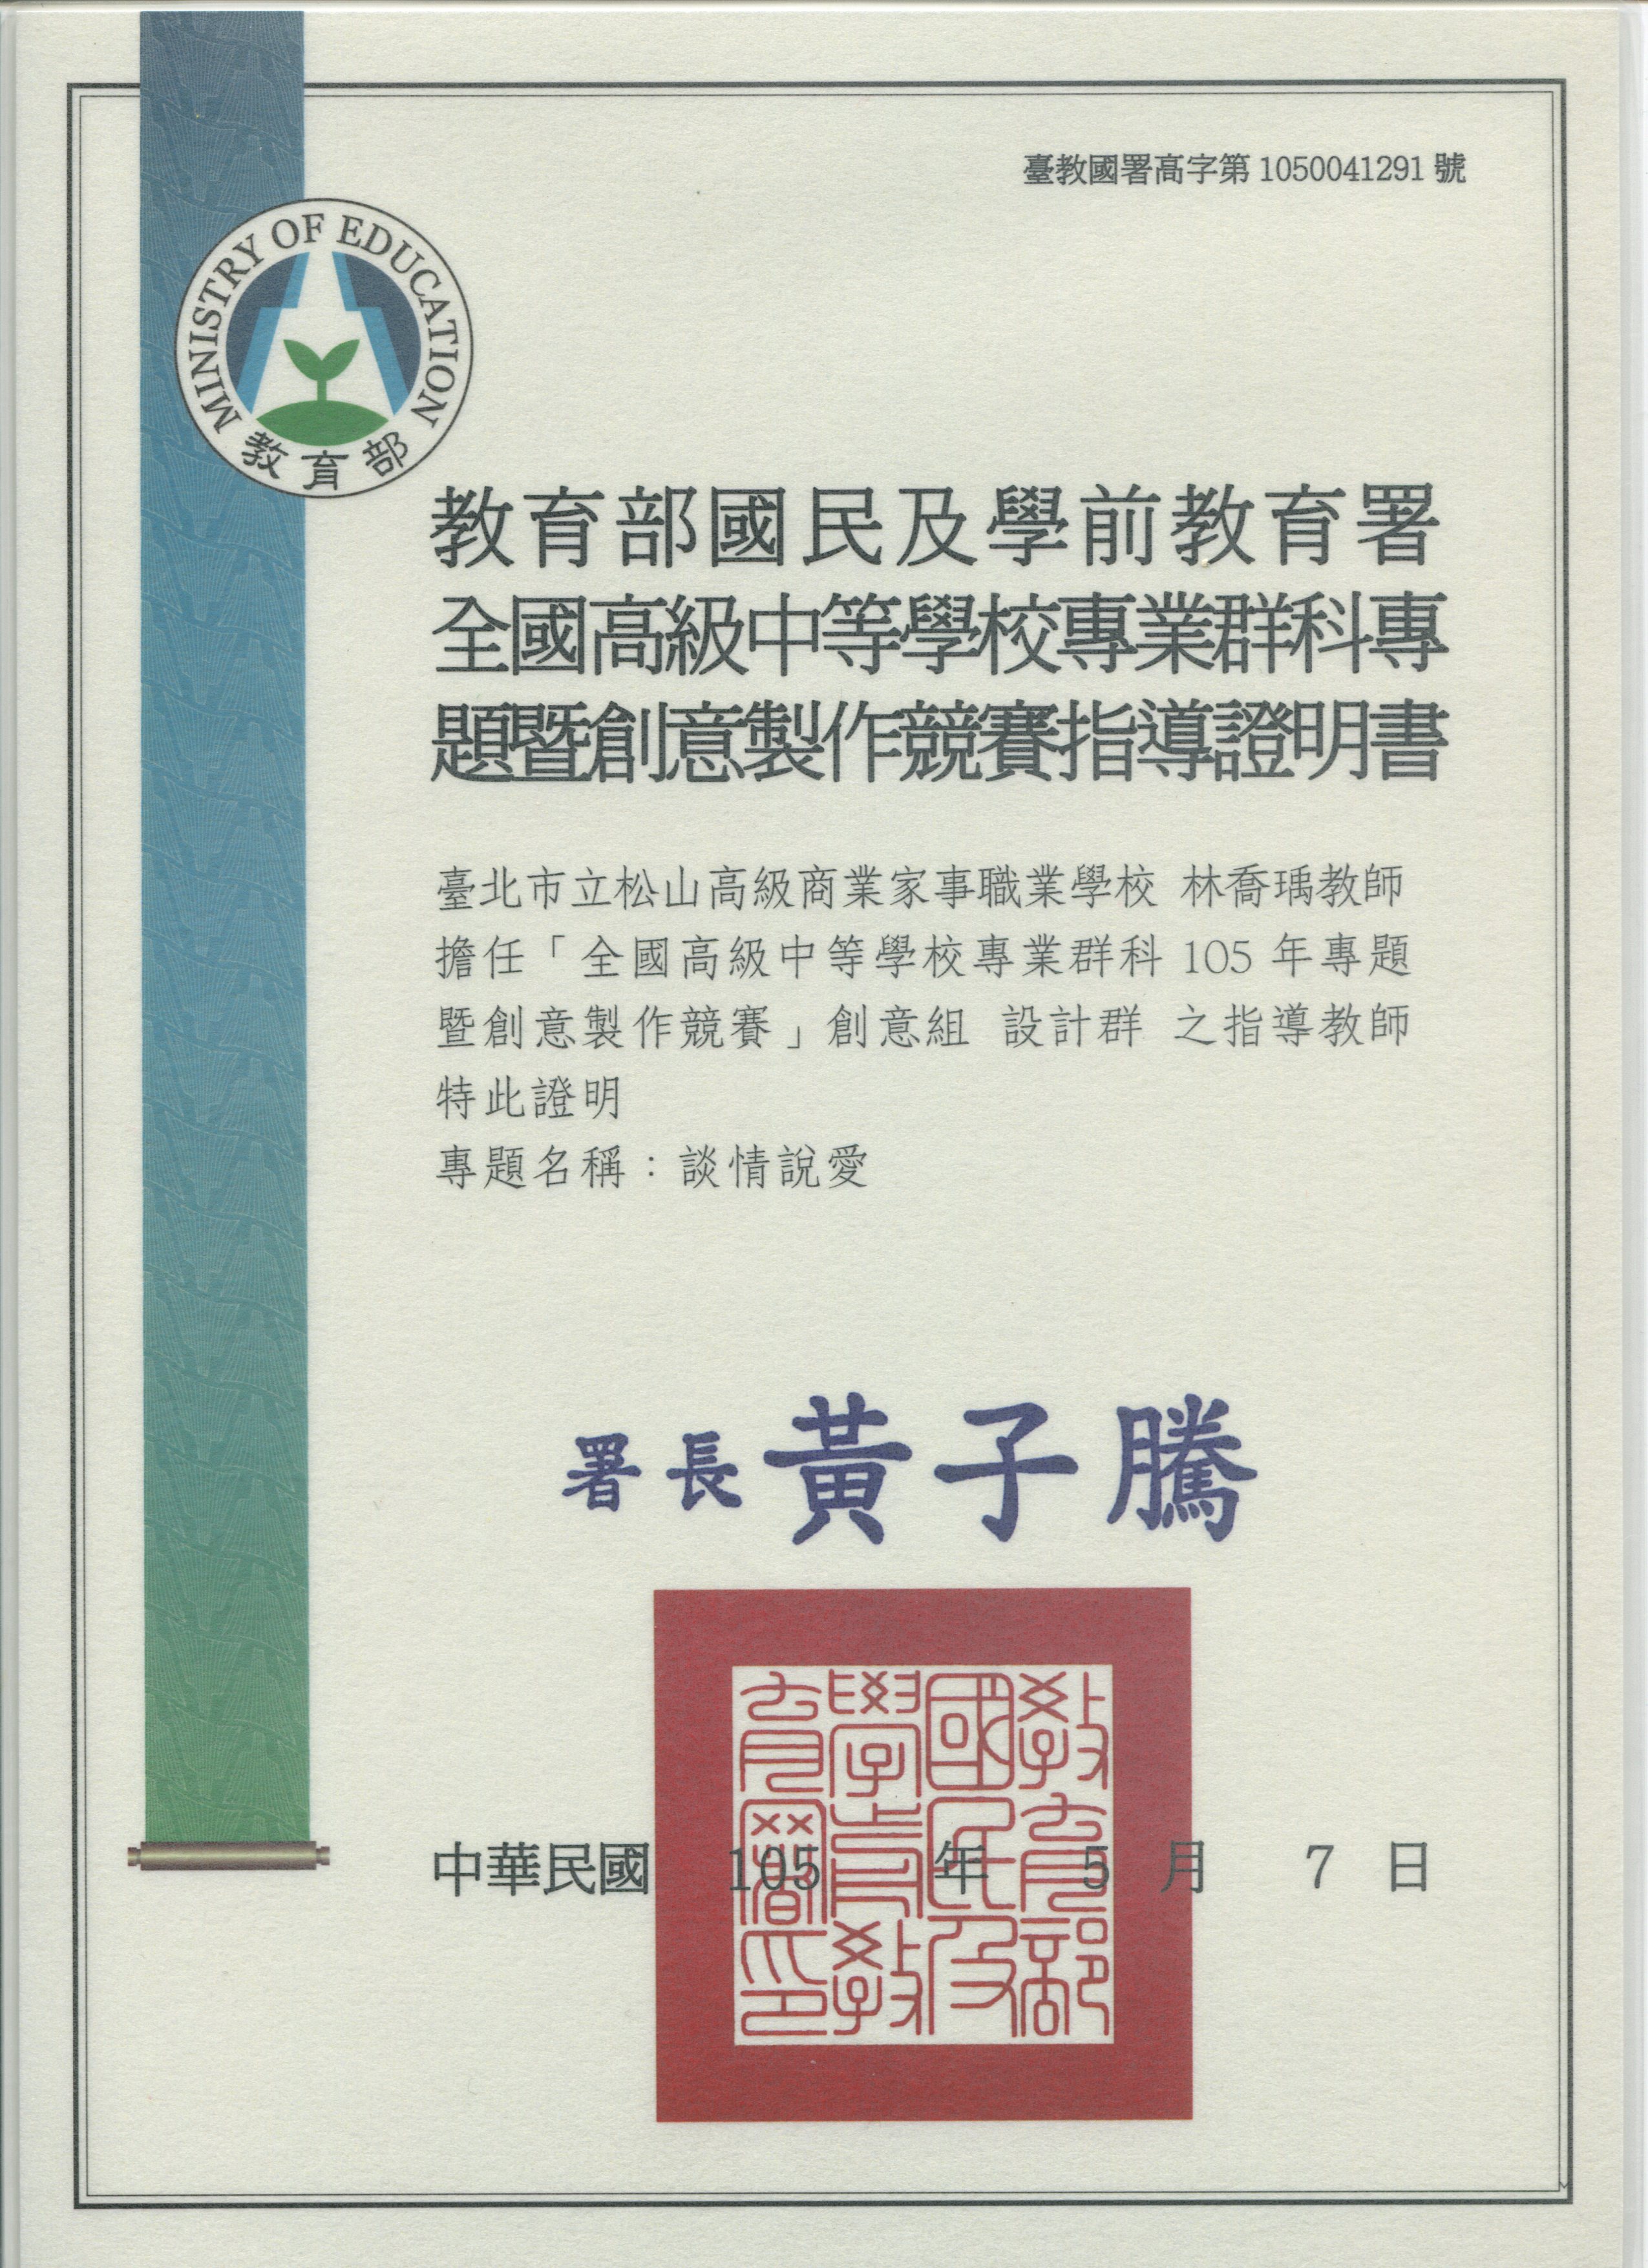 臺教國署高字第 1050041291 號
MINISTRY OF EDUCATION
教育部
教育部國民及學前教育署
全國高級中等學校專業群科專
題暨創意製作競賽指導證明書
臺北市立松山高級商業家事職業學校 林喬瑀教師
擔任「全國高級中等學校專業群科 105 年專題
暨創意製作競賽」創意組 設計群 之指導教師
特此證明
專題名稱：談情說愛
署長 黃子騰
教育部
國民及
學前教
育署印
中華民國 105 年 5 月 7 日